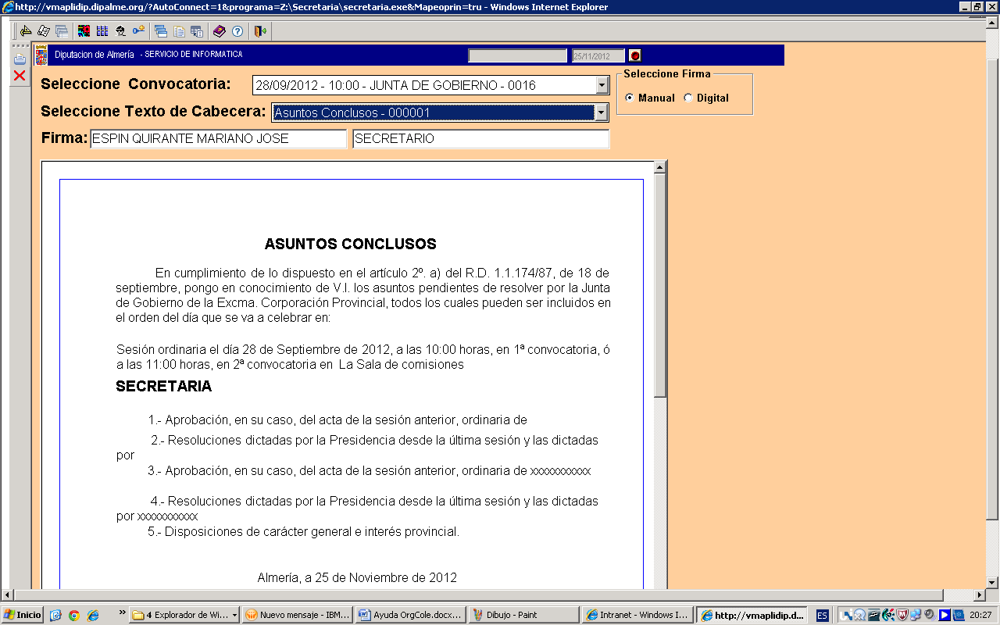 http://vmaplidip.dipalme.org/?AutoConnect=1&programa=Z:\Secretaria\secretaria.exe&Mapeoprin=tru - Windows Internet Explorer
Diputacion de Almería - SERVICIO DE INFORMATICA
25/11/2012
Seleccione Convocatoria:
28/09/2012 - 10:00 - JUNTA DE GOBIERNO - 0016
Seleccione Firma
Manual
Digital
Seleccione Texto de Cabecera:
Asuntos Conclusos - 000001
Firma:
ESPIN QUIRANTE MARIANO JOSE
SECRETARIO
ASUNTOS CONCLUSOS
En cumplimiento de lo dispuesto en el artículo 2º. a) del R.D. 1.1.174/87, de 18 de
septiembre, pongo en conocimiento de V.I. los asuntos pendientes de resolver por la Junta
de Gobierno de la Excma. Corporación Provincial, todos los cuales pueden ser incluidos en
el orden del día que se va a celebrar en:
Sesión ordinaria el día 28 de Septiembre de 2012, a las 10:00 horas, en 1ª convocatoria, ó
a las 11:00 horas, en 2ª convocatoria en La Sala de comisiones
SECRETARIA
1.- Aprobación, en su caso, del acta de la sesión anterior, ordinaria de
2.- Resoluciones dictadas por la Presidencia desde la última sesión y las dictadas
por
3.- Aprobación, en su caso, del acta de la sesión anterior, ordinaria de xxxxxxxxxx
4.- Resoluciones dictadas por la Presidencia desde la última sesión y las dictadas
por xxxxxxxxxx
5.- Disposiciones de carácter general e interés provincial.
Almería, a 25 de Noviembre de 2012
Inicio
4 Explorador de Wi...
Nuevo mensaje - IBM...
Ayuda OrgCole.docx...
Dibujo - Paint
Intranet - Windows I...
http://vmaplidip.d...
ES
20:27